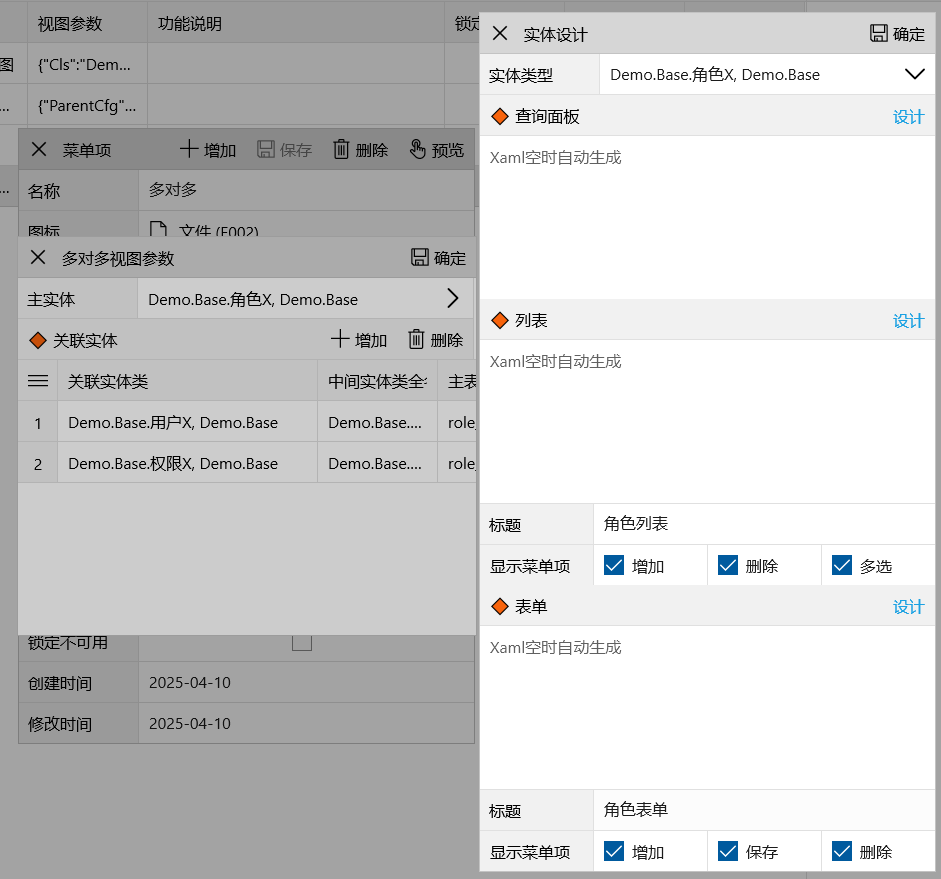 视图参数 功能说明 锁定
图 {"Cls":"Dem...
... {"ParentCfg"...
菜单项 增加 保存 删除 预览
... 名称 多对多
图标 文件 (F002)
多对多视图参数 确定
主实体 Demo.Base.角色X, Demo.Base
关联实体 增加 删除
关联实体类 中间实体类全 主表
1 Demo.Base.用户X, Demo.Base Demo.Base.... role_
2 Demo.Base.权限X, Demo.Base Demo.Base.... role_
锁定不可用
创建时间 2025-04-10
修改时间 2025-04-10
实体设计 确定
实体类型 Demo.Base.角色X, Demo.Base
查询面板 设计
Xaml空时自动生成
列表 设计
Xaml空时自动生成
标题 角色列表
显示菜单项 增加 删除 多选
表单 设计
Xaml空时自动生成
标题 角色表单
显示菜单项 增加 保存 删除